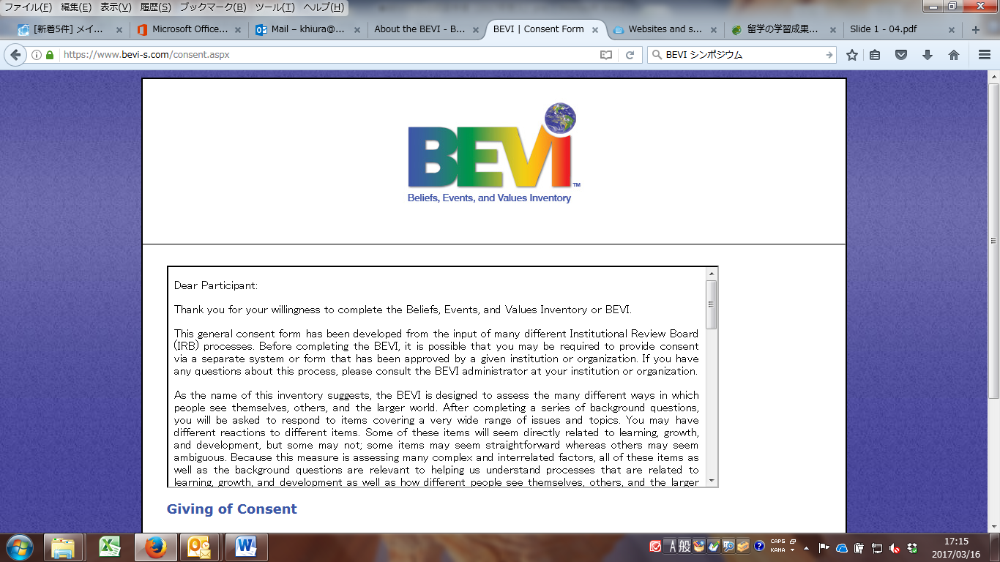 ファイル(F) 編集(E) 表示(V) 履歴(S) ブックマーク(B) ツール(T) ヘルプ(H)
[新着5件] メイ... Microsoft Office... Mail – khiura@... About the BEVI - B... BEVI | Consent Form Websites and s... 留学の学習成果... Slide 1 - 04.pdf
https://www.bevi-s.com/consent.aspx BEVI シンポジウム
BEVI
TM
Beliefs, Events, and Values Inventory
Dear Participant:
Thank you for your willingness to complete the Beliefs, Events, and Values Inventory or BEVI.
This general consent form has been developed from the input of many different Institutional Review Board
(IRB) processes. Before completing the BEVI, it is possible that you may be required to provide consent
via a separate system or form that has been approved by a given institution or organization. If you have
any questions about this process, please consult the BEVI administrator at your institution or organization.
As the name of this inventory suggests, the BEVI is designed to assess the many different ways in which
people see themselves, others, and the larger world. After completing a series of background questions,
you will be asked to respond to items covering a very wide range of issues and topics. You may have
different reactions to different items. Some of these items will seem directly related to learning, growth,
and development, but some may not; some items may seem straightforward whereas others may seem
ambiguous. Because this measure is assessing many complex and interrelated factors, all of these items as
well as the background questions are relevant to helping us understand processes that are related to
learning, growth, and development as well as how different people see themselves, others, and the larger
Giving of Consent
A 般 CAPS
KANA
17:15
2017/03/16